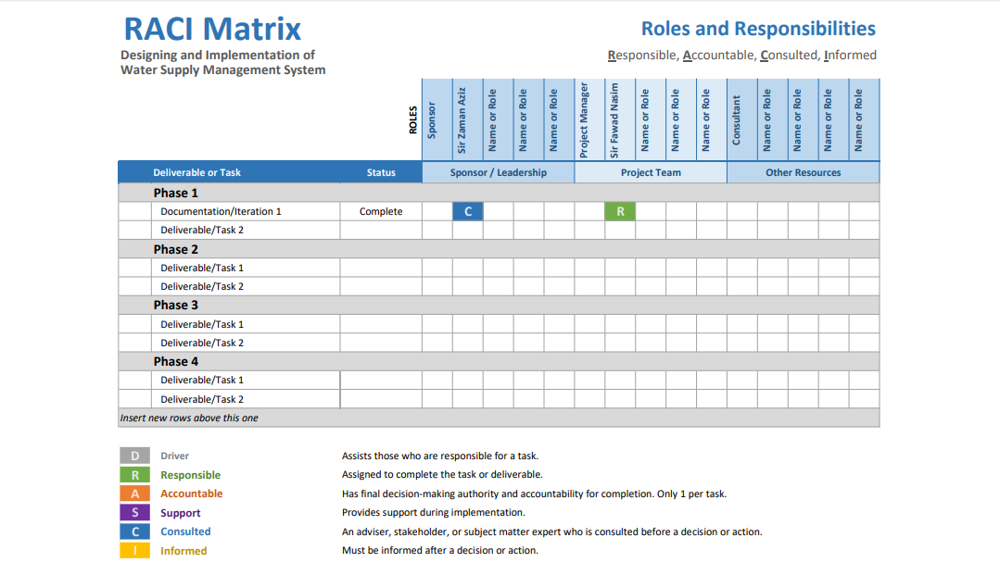 RACI Matrix
Roles and Responsibilities
Designing and Implementation of
Water Supply Management System
Responsible, Accountable, Consulted, Informed
ROLES
Sponsor
Sir Zaman Aziz
Name or Role
Name or Role
Name or Role
Project Manager
Sir Fawad Nasim
Name or Role
Name or Role
Name or Role
Consultant
Name or Role
Name or Role
Name or Role
Name or Role
Deliverable or Task Status Sponsor / Leadership Project Team Other Resources
Phase 1
Documentation/Iteration 1 Complete C R
Deliverable/Task 2
Phase 2
Deliverable/Task 1
Deliverable/Task 2
Phase 3
Deliverable/Task 1
Deliverable/Task 2
Phase 4
Deliverable/Task 1
Deliverable/Task 2
Insert new rows above this one
D Driver Assists those who are responsible for a task.
R Responsible Assigned to complete the task or deliverable.
A Accountable Has final decision-making authority and accountability for completion. Only 1 per task.
S Support Provides support during implementation.
C Consulted An adviser, stakeholder, or subject matter expert who is consulted before a decision or action.
I Informed Must be informed after a decision or action.